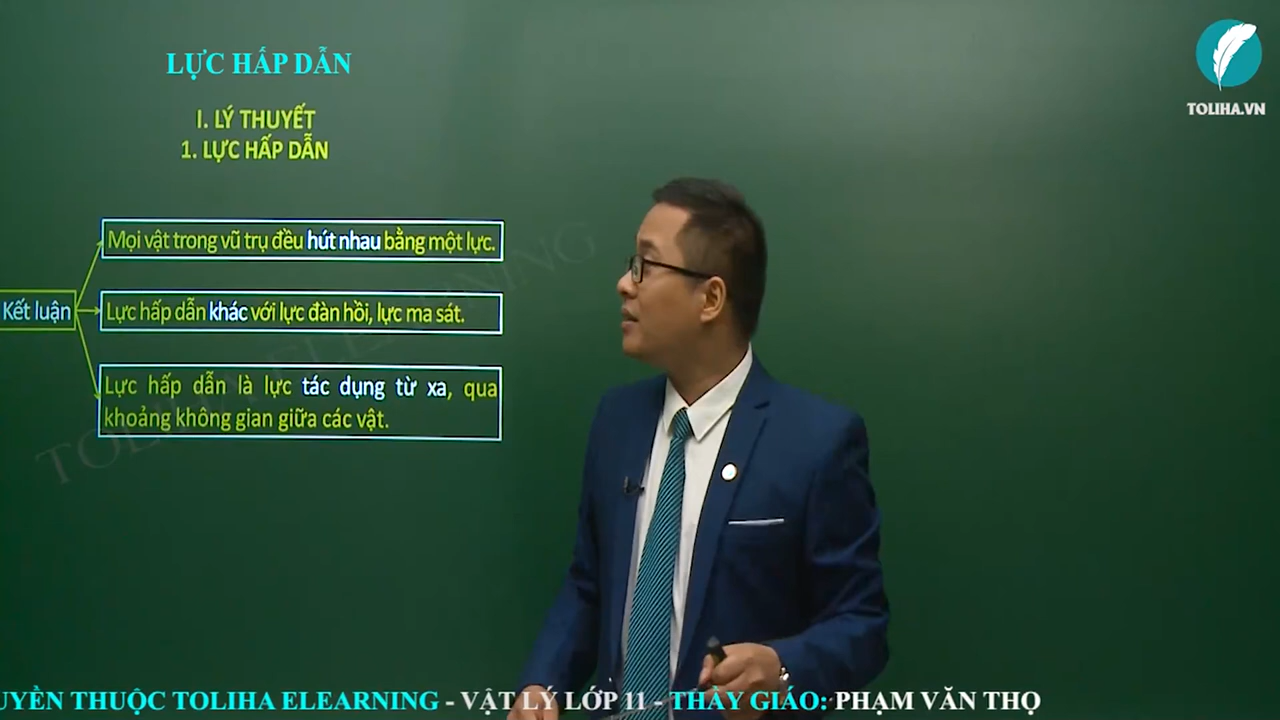 LỰC HẤP DẪN
TOLIHA.VN
I. LÝ THUYẾT
1. LỰC HẤP DẪN
Mọi vật trong vũ trụ đều hút nhau bằng một lực.
Kết luận
Lực hấp dẫn khác với lực đàn hồi, lực ma sát.
Lực hấp dẫn là lực tác dụng từ xa, qua
khoảng không gian giữa các vật.
TOLIHA ELEARNING
UYỀN THUỘC TOLIHA ELEARNING - VẬT LÝ LỚP 11 - THẦY GIÁO: PHẠM VĂN THỌ